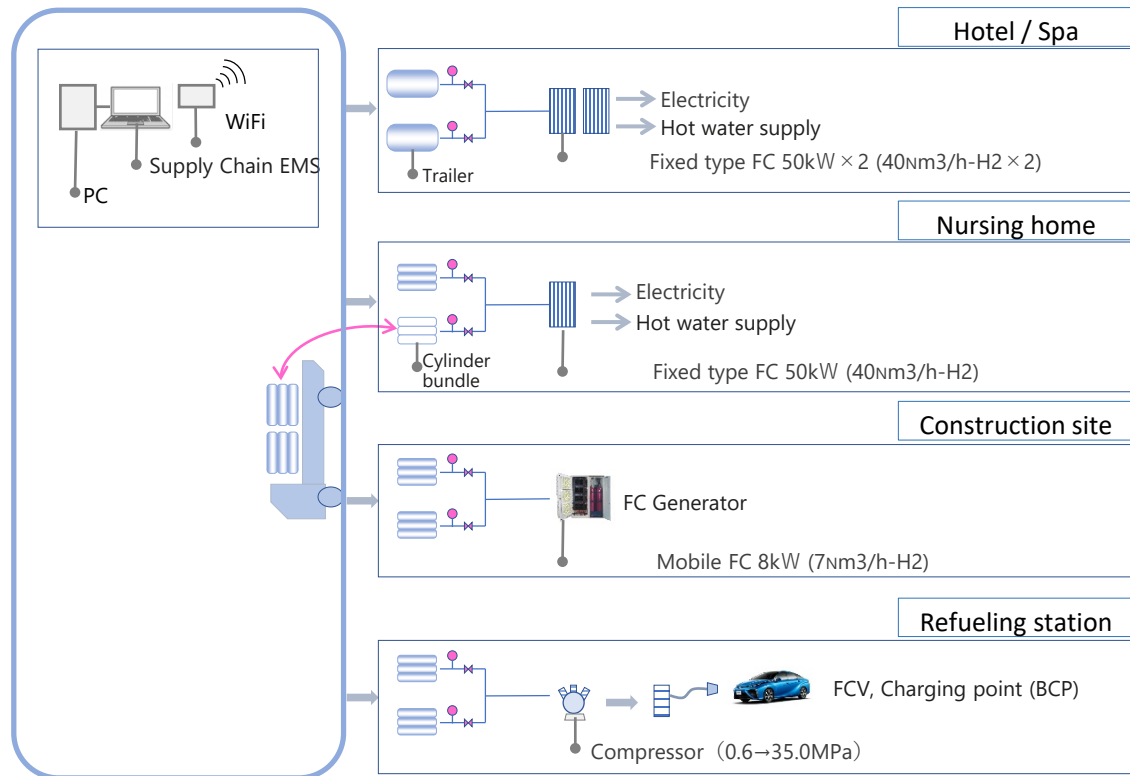 Hotel / Spa
WiFi
Supply Chain EMS
PC
Trailer
Electricity
Hot water supply
Fixed type FC 50kW × 2 (40Nm3/h-H2 × 2)
Nursing home
Cylinder
bundle
Electricity
Hot water supply
Fixed type FC 50kW (40Nm3/h-H2)
Construction site
FC Generator
Mobile FC 8kW (7Nm3/h-H2)
Refueling station
FCV, Charging point (BCP)
Compressor（0.6→35.0MPa）